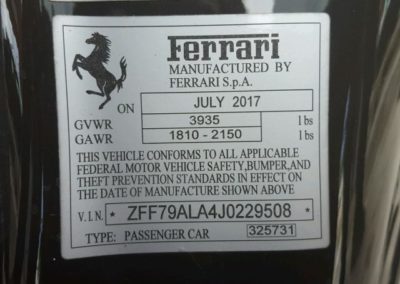 Ferrari
MANUFACTURED BY
FERRARI S.p.A.
ON JULY 2017
GVWR 3935 lbs
GAWR 1810 - 2150 lbs
THIS VEHICLE CONFORMS TO ALL APPLICABLE
FEDERAL MOTOR VEHICLE SAFETY,BUMPER,AND
THEFT PREVENTION STANDARDS IN EFFECT ON
THE DATE OF MANUFACTURE SHOWN ABOVE
V.I.N. * ZFF79ALA4J0229508 *
TYPE: PASSENGER CAR 325731